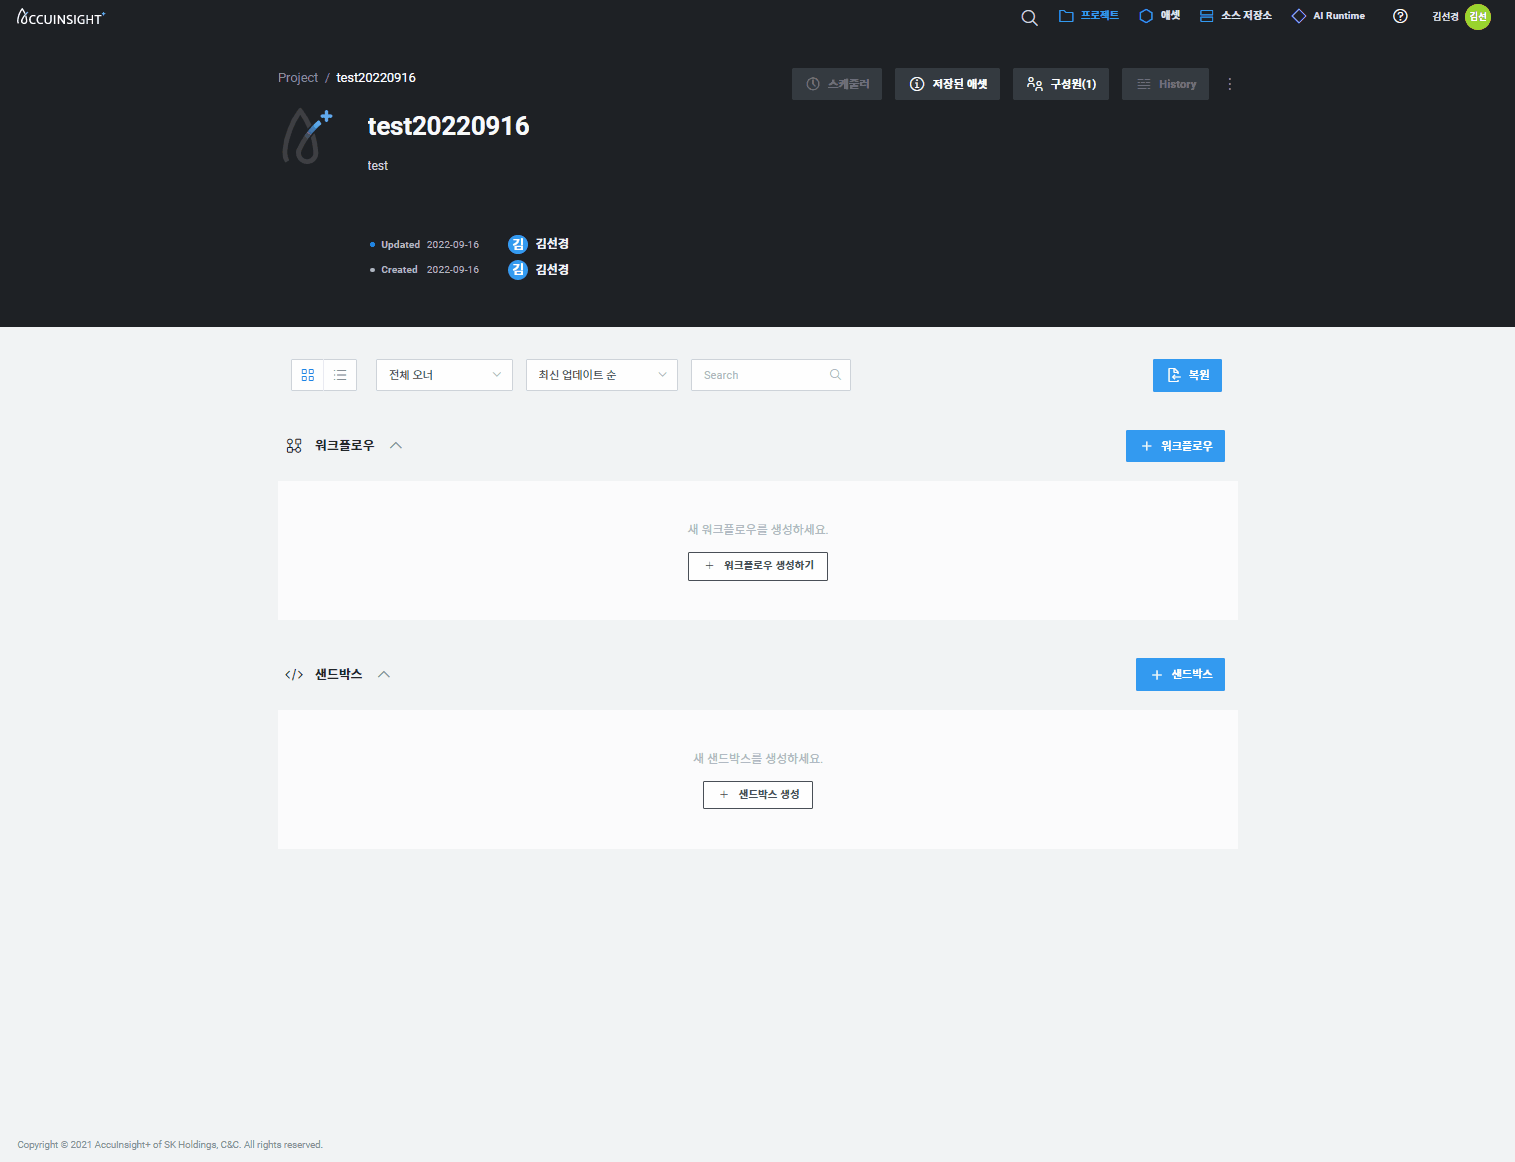 ACCUINSIGHT+
프로젝트
애셋
소스 저장소
AI Runtime
김선경
김선
Project / test20220916
스케줄러
저장된 애셋
구성원(1)
History
test20220916
test
Updated 2022-09-16 김 김선경
Created 2022-09-16 김 김선경
전체 오너
최신 업데이트 순
Search
복원
워크플로우
+ 워크플로우
새 워크플로우를 생성하세요.
+ 워크플로우 생성하기
</> 샌드박스
+ 샌드박스
새 샌드박스를 생성하세요.
+ 샌드박스 생성
Copyright © 2021 AccuInsight+ of SK Holdings, C&C. All rights reserved.